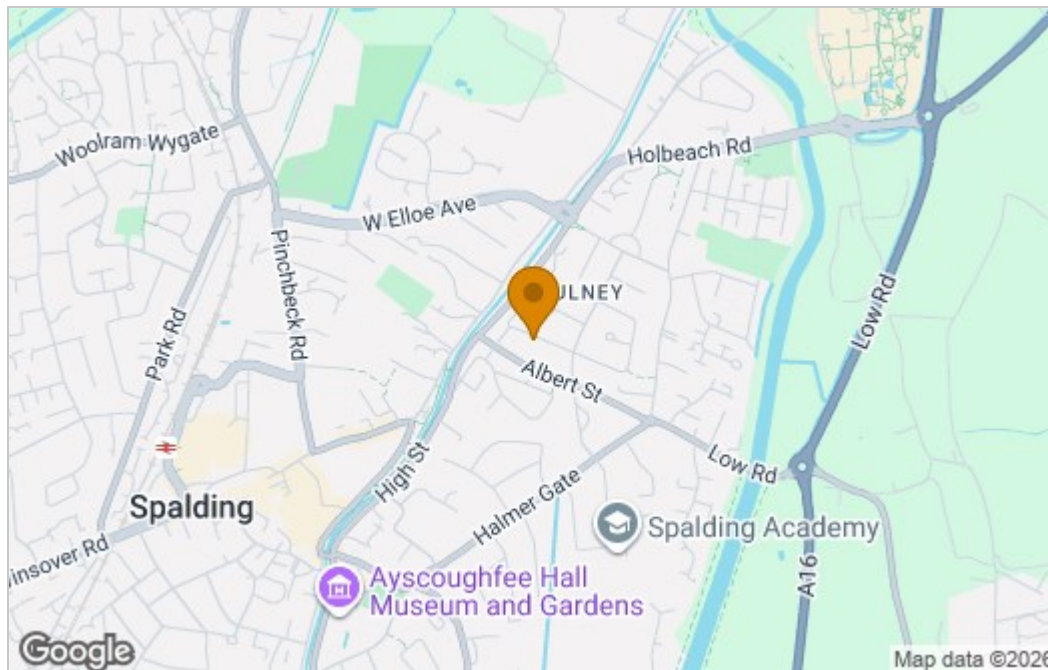 Woolram Wygate
Holbeach Rd
W Elloe Ave
Pinchbeck Rd
Park Rd
Low Rd
ULNEY
Albert St
High St
Low Rd
Halmer Gate
Spalding
Spalding Academy
insover Rd
A16
Ayscoughfee Hall
Museum and Gardens
Google
Map data ©2026